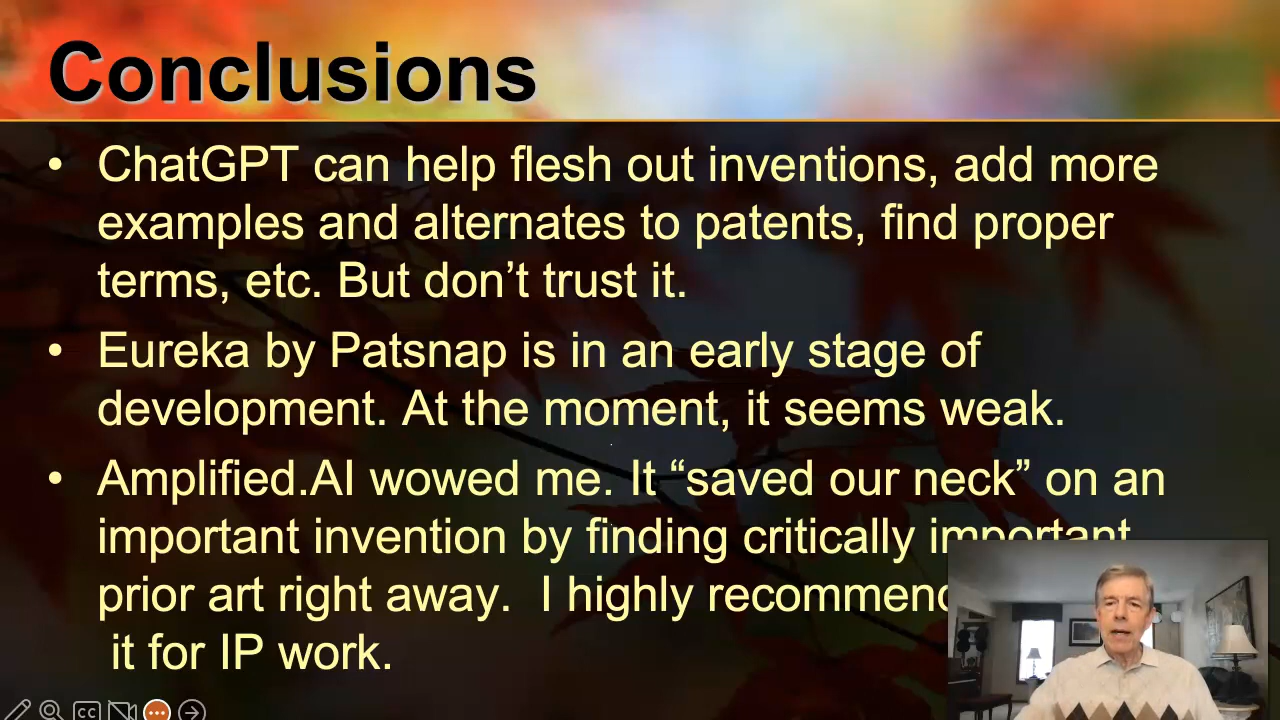 Conclusions
• ChatGPT can help flesh out inventions, add more
examples and alternates to patents, find proper
terms, etc. But don’t trust it.
• Eureka by Patsnap is in an early stage of
development. At the moment, it seems weak.
• Amplified.AI wowed me. It “saved our neck” on an
important invention by finding critically important
prior art right away.  I highly recommend
it for IP work.
CC